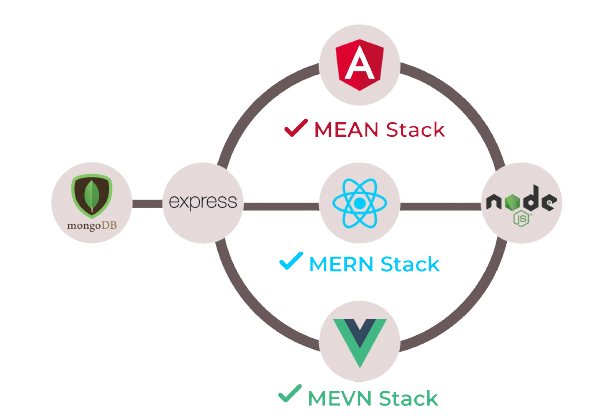 A
MEAN Stack
mongoDB
express
node
JS
MERN Stack
MEVN Stack